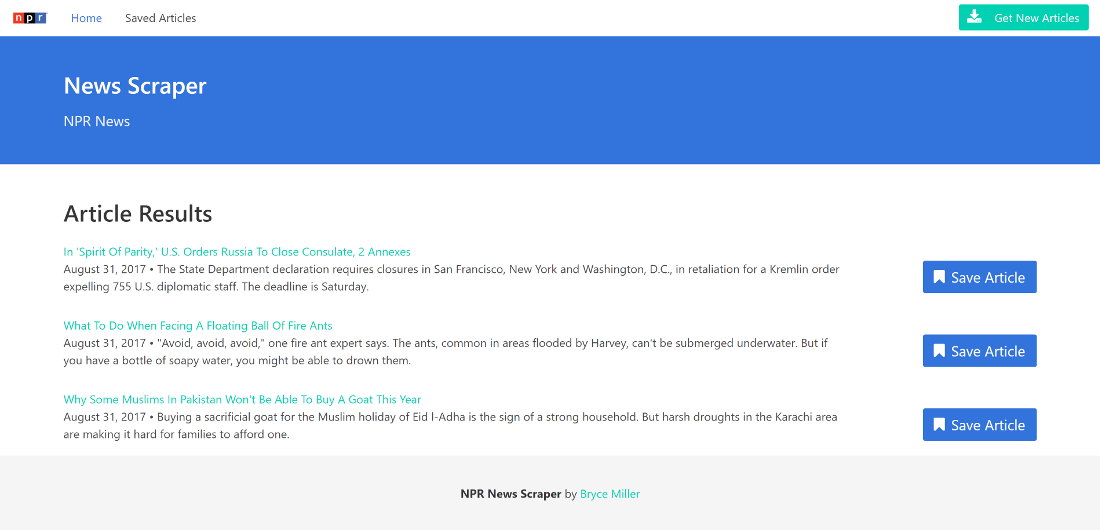 npr Home Saved Articles Get New Articles
News Scraper
NPR News
Article Results
In 'Spirit Of Parity,' U.S. Orders Russia To Close Consulate, 2 Annexes
August 31, 2017 • The State Department declaration requires closures in San Francisco, New York and Washington, D.C., in retaliation for a Kremlin order
expelling 755 U.S. diplomatic staff. The deadline is Saturday.
Save Article
What To Do When Facing A Floating Ball Of Fire Ants
August 31, 2017 • "Avoid, avoid, avoid," one fire ant expert says. The ants, common in areas flooded by Harvey, can't be submerged underwater. But if
you have a bottle of soapy water, you might be able to drown them.
Save Article
Why Some Muslims In Pakistan Won't Be Able To Buy A Goat This Year
August 31, 2017 • Buying a sacrificial goat for the Muslim holiday of Eid I-Adha is the sign of a strong household. But harsh droughts in the Karachi area
are making it hard for families to afford one.
Save Article
NPR News Scraper by Bryce Miller